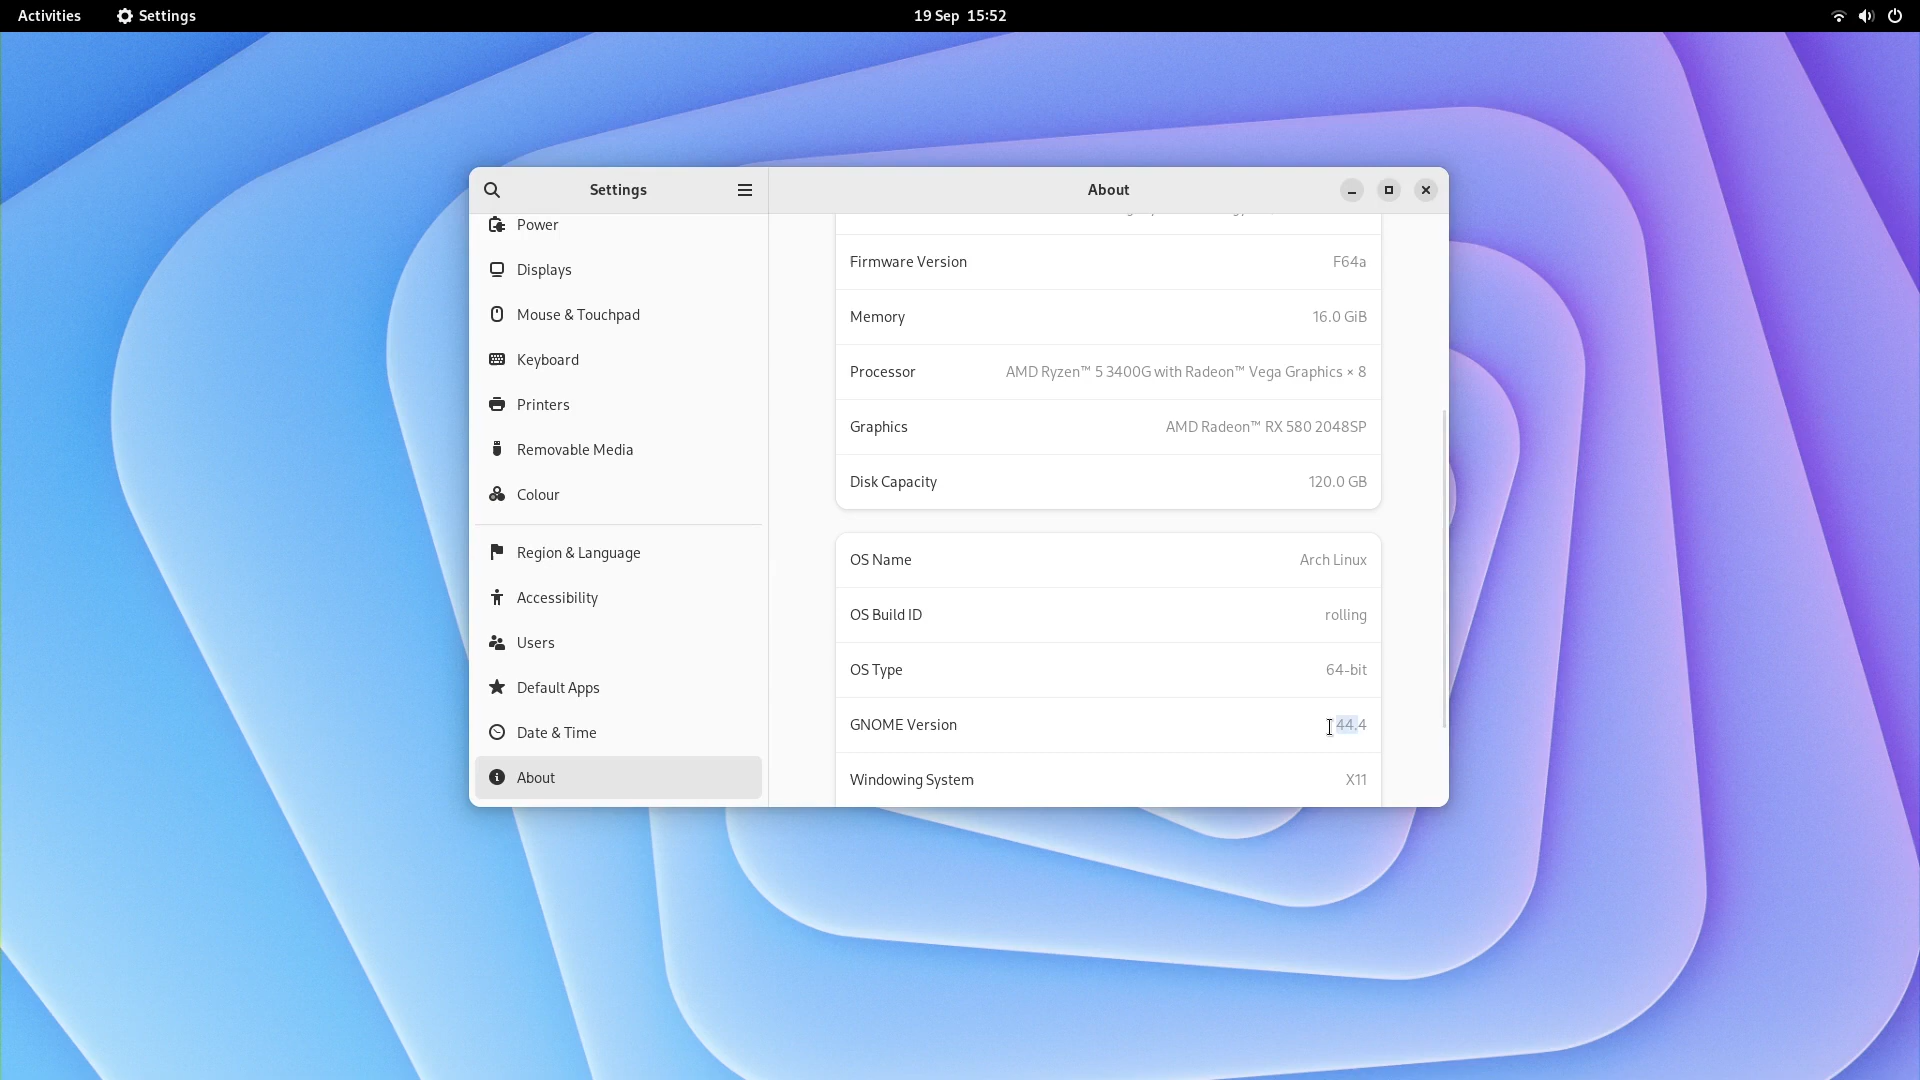 Activities Settings 19 Sep 15:52
Settings
About
Power
Displays
Mouse & Touchpad
Keyboard
Printers
Removable Media
Colour
Region & Language
Accessibility
Users
Default Apps
Date & Time
About
Firmware Version F64a
Memory 16.0 GiB
Processor AMD Ryzen™ 5 3400G with Radeon™ Vega Graphics × 8
Graphics AMD Radeon™ RX 580 2048SP
Disk Capacity 120.0 GB
OS Name Arch Linux
OS Build ID rolling
OS Type 64-bit
GNOME Version 44.4
Windowing System X11